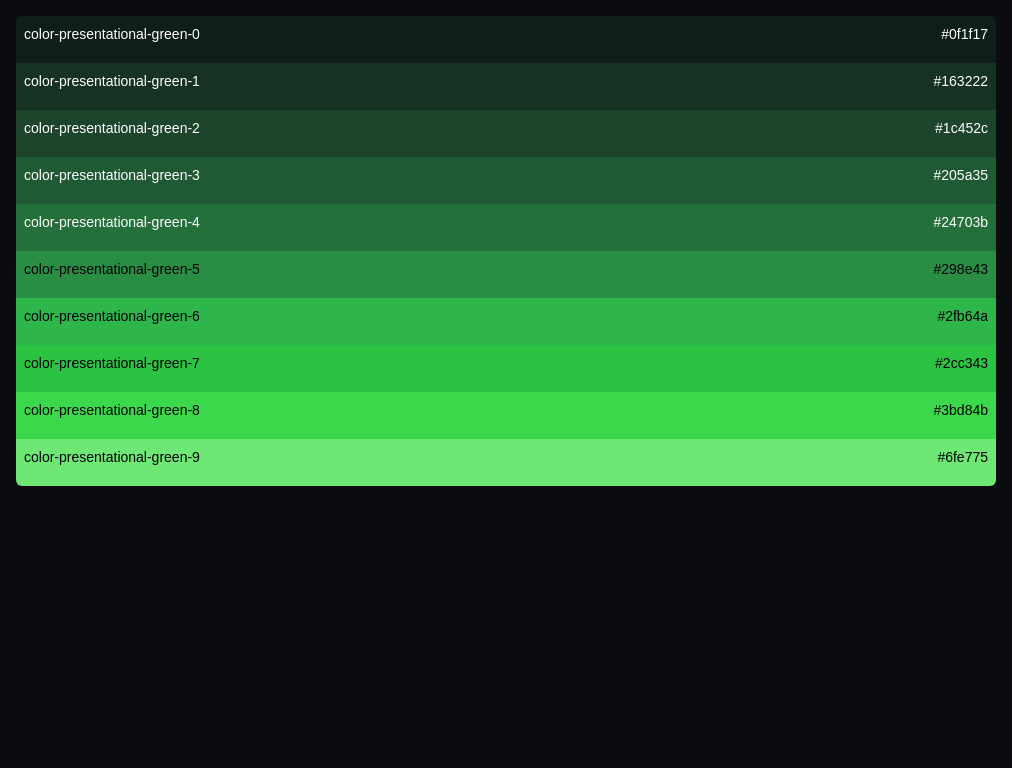 color-presentational-green-0 #0f1f17
color-presentational-green-1 #163222
color-presentational-green-2 #1c452c
color-presentational-green-3 #205a35
color-presentational-green-4 #24703b
color-presentational-green-5 #298e43
color-presentational-green-6 #2fb64a
color-presentational-green-7 #2cc343
color-presentational-green-8 #3bd84b
color-presentational-green-9 #6fe775